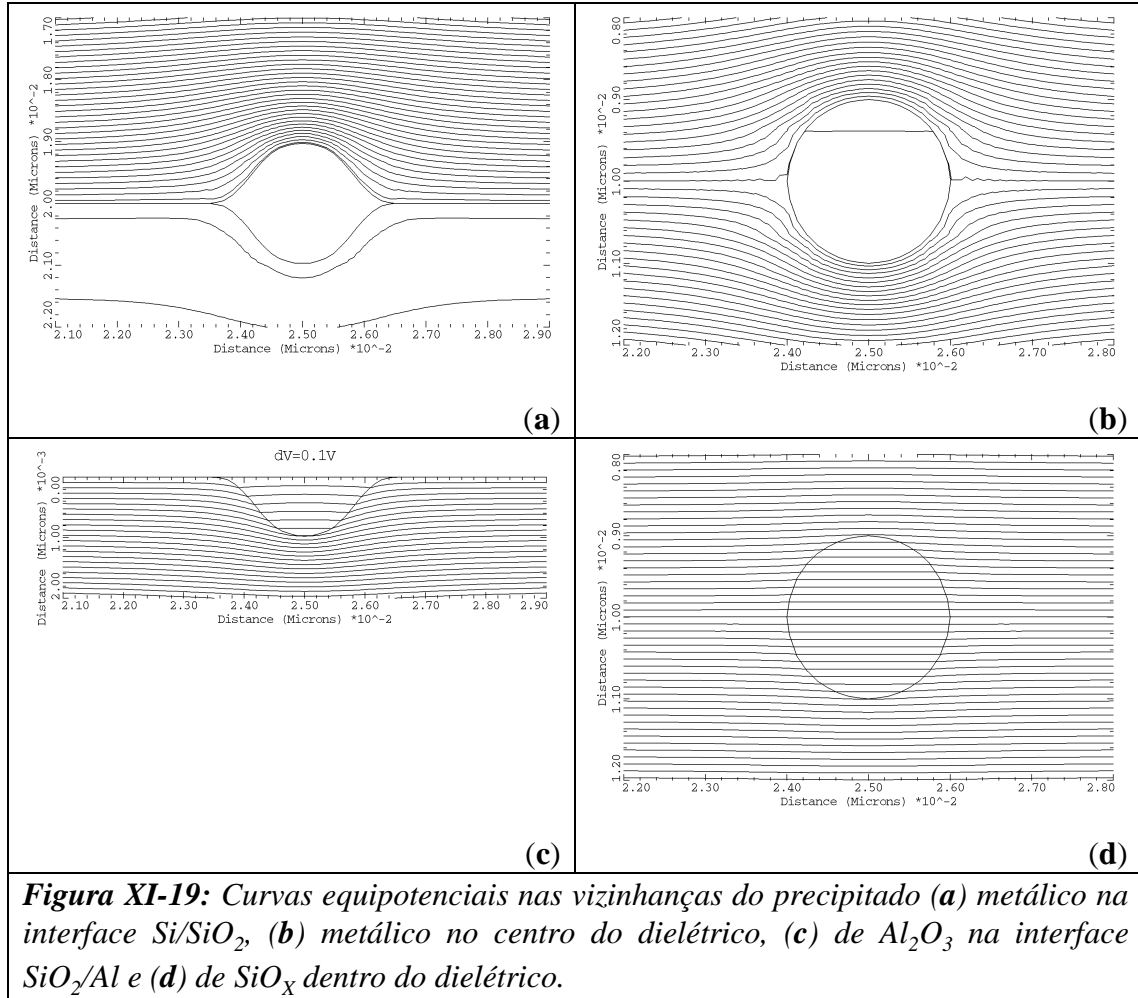 Distance (Microns) *10^-2
1.70
1.80
1.90
2.00
2.10
2.20
2.10 2.20 2.30 2.40 2.50 2.60 2.70 2.80 2.90
Distance (Microns) *10^-2
(a)
Distance (Microns) *10^-2
0.80
0.90
1.00
1.10
1.20
2.20 2.30 2.40 2.50 2.60 2.70 2.80
Distance (Microns) *10^-2
(b)
dV=0.1V
Distance (Microns) *10^-3
0.00
1.00
2.00
2.10 2.20 2.30 2.40 2.50 2.60 2.70 2.80 2.90
Distance (Microns) *10^-2
(c)
Distance (Microns) *10^-2
0.80
0.90
1.00
1.10
1.20
2.20 2.30 2.40 2.50 2.60 2.70 2.80
Distance (Microns) *10^-2
(d)
Figura XI-19: Curvas equipotenciais nas vizinhanças do precipitado (a) metálico na
interface Si/SiO2, (b) metálico no centro do dielétrico, (c) de Al2O3 na interface
SiO2/Al e (d) de SiOX dentro do dielétrico.